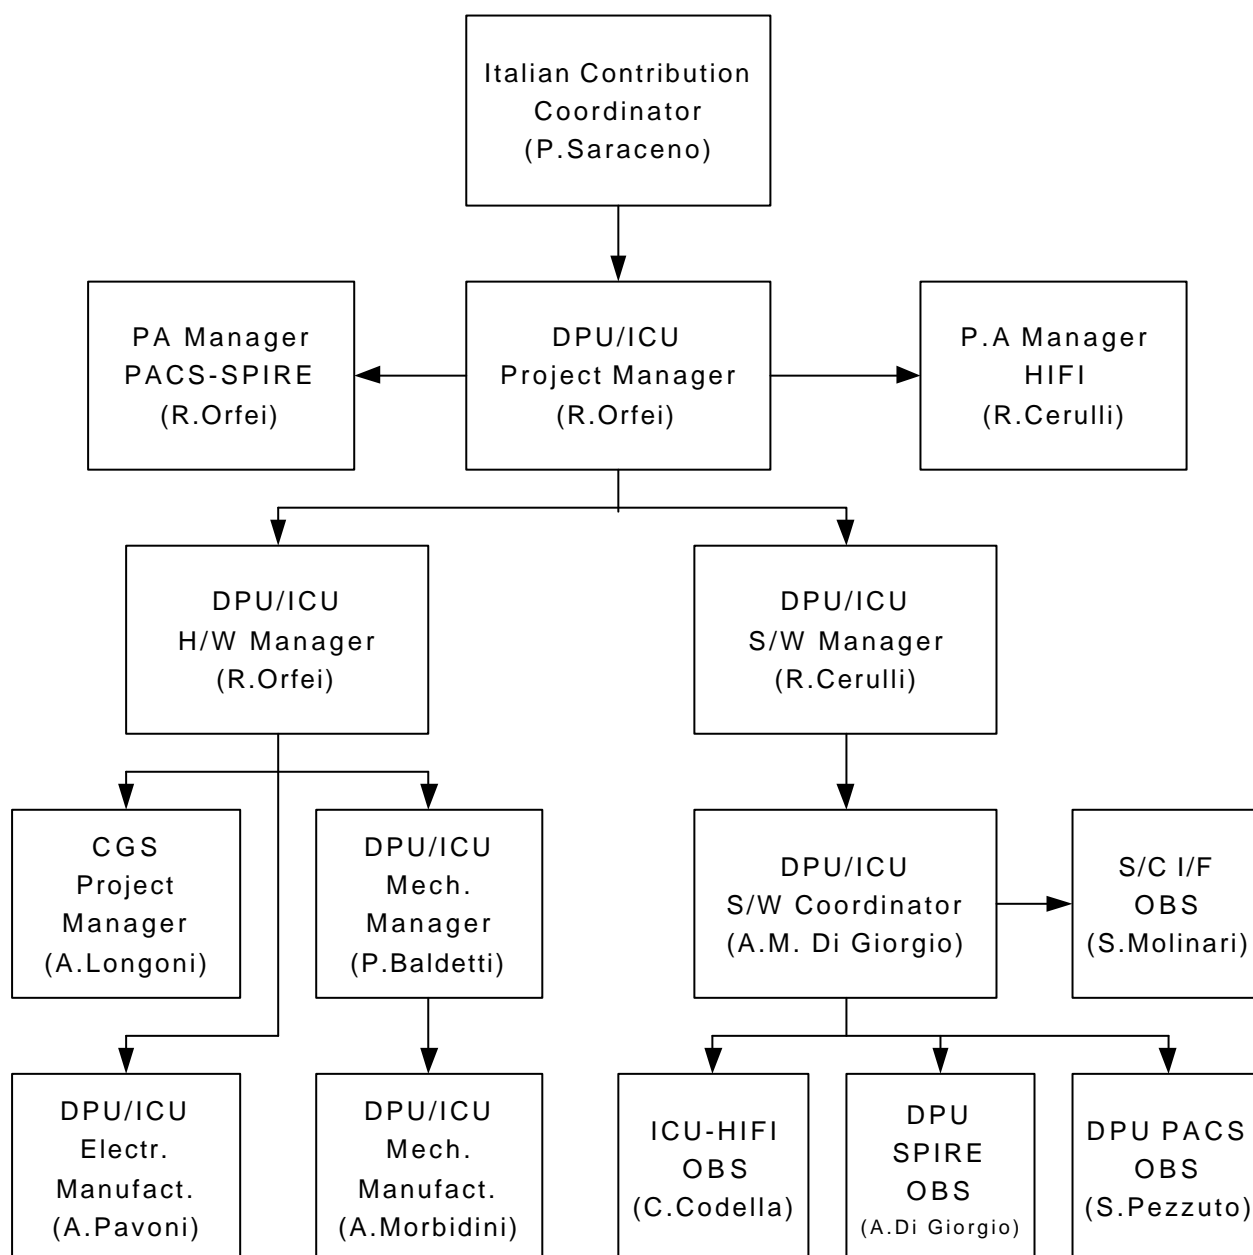 Italian Contribution
Coordinator
(P.Saraceno)
PA Manager
PACS-SPIRE
(R.Orfei)
DPU/ICU
Project Manager
(R.Orfei)
P.A Manager
HIFI
(R.Cerulli)
DPU/ICU
H/W Manager
(R.Orfei)
DPU/ICU
S/W Manager
(R.Cerulli)
CGS
Project
Manager
(A.Longoni)
DPU/ICU
Mech.
Manager
(P.Baldetti)
DPU/ICU
S/W Coordinator
(A.M. Di Giorgio)
S/C I/F
OBS
(S.Molinari)
DPU/ICU
Electr.
Manufact.
(A.Pavoni)
DPU/ICU
Mech.
Manufact.
(A.Morbidini)
ICU-HIFI
OBS
(C.Codella)
DPU
SPIRE
OBS
(A.Di Giorgio)
DPU PACS
OBS
(S.Pezzuto)